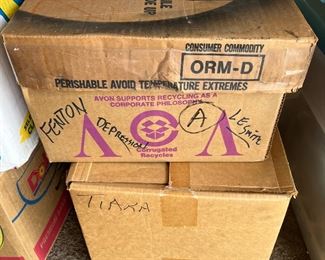 CONSUMER COMMODITY
ORM-D
PERISHABLE AVOID TEMPERATURE EXTREMES
AVON SUPPORTS RECYCLING AS A
CORPORATE PHILOSOPHY
FENTON
DEPRESSION
A
LE SMITH
Corrugated
Recycles
TIARA